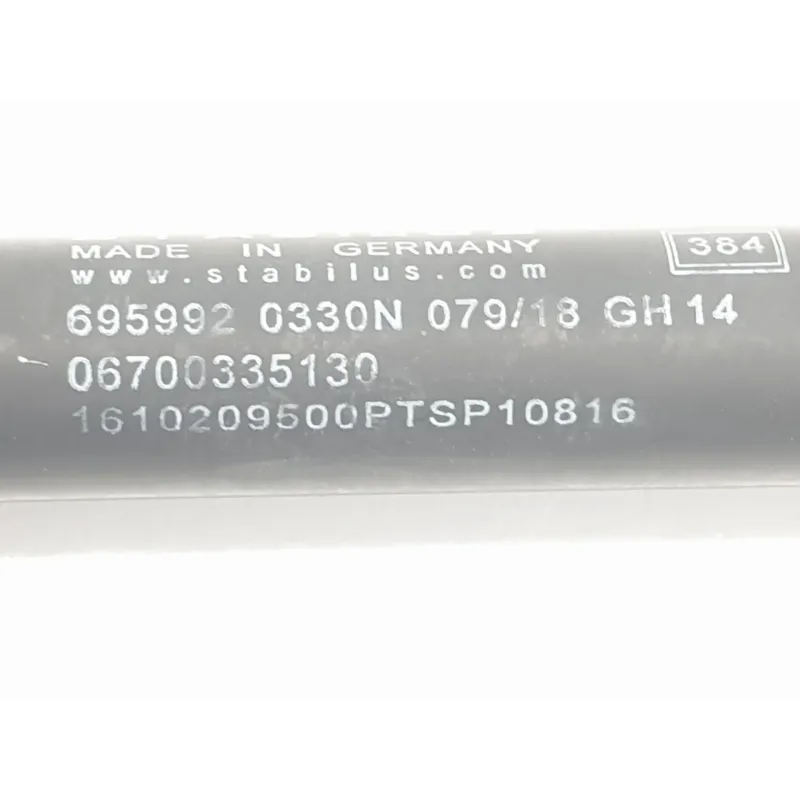 MADE IN GERMANY
384
www.stabilus.com
695992 0330N 079/18 GH 14
06700335130
1610209500PTSP10816